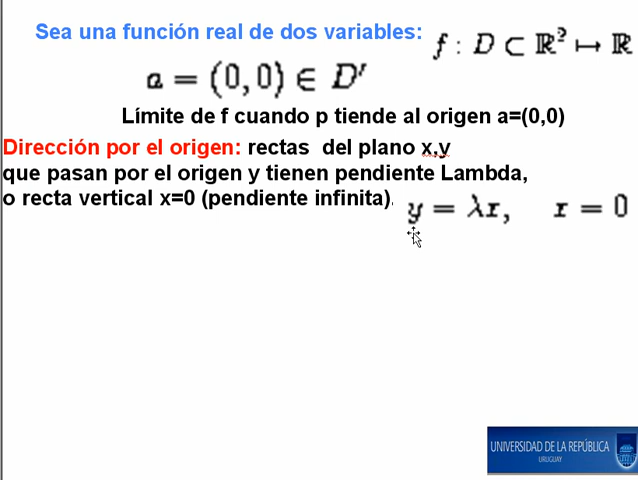 Sea una función real de dos variables: f : D ⊂ ℝ² ↦ ℝ
a = (0,0) ∈ D′
Límite de f cuando p tiende al origen a=(0,0)
Dirección por el origen: rectas del plano x,y
que pasan por el origen y tienen pendiente Lambda,
o recta vertical x=0 (pendiente infinita).
y = λx, x = 0
UNIVERSIDAD DE LA REPÚBLICA
URUGUAY